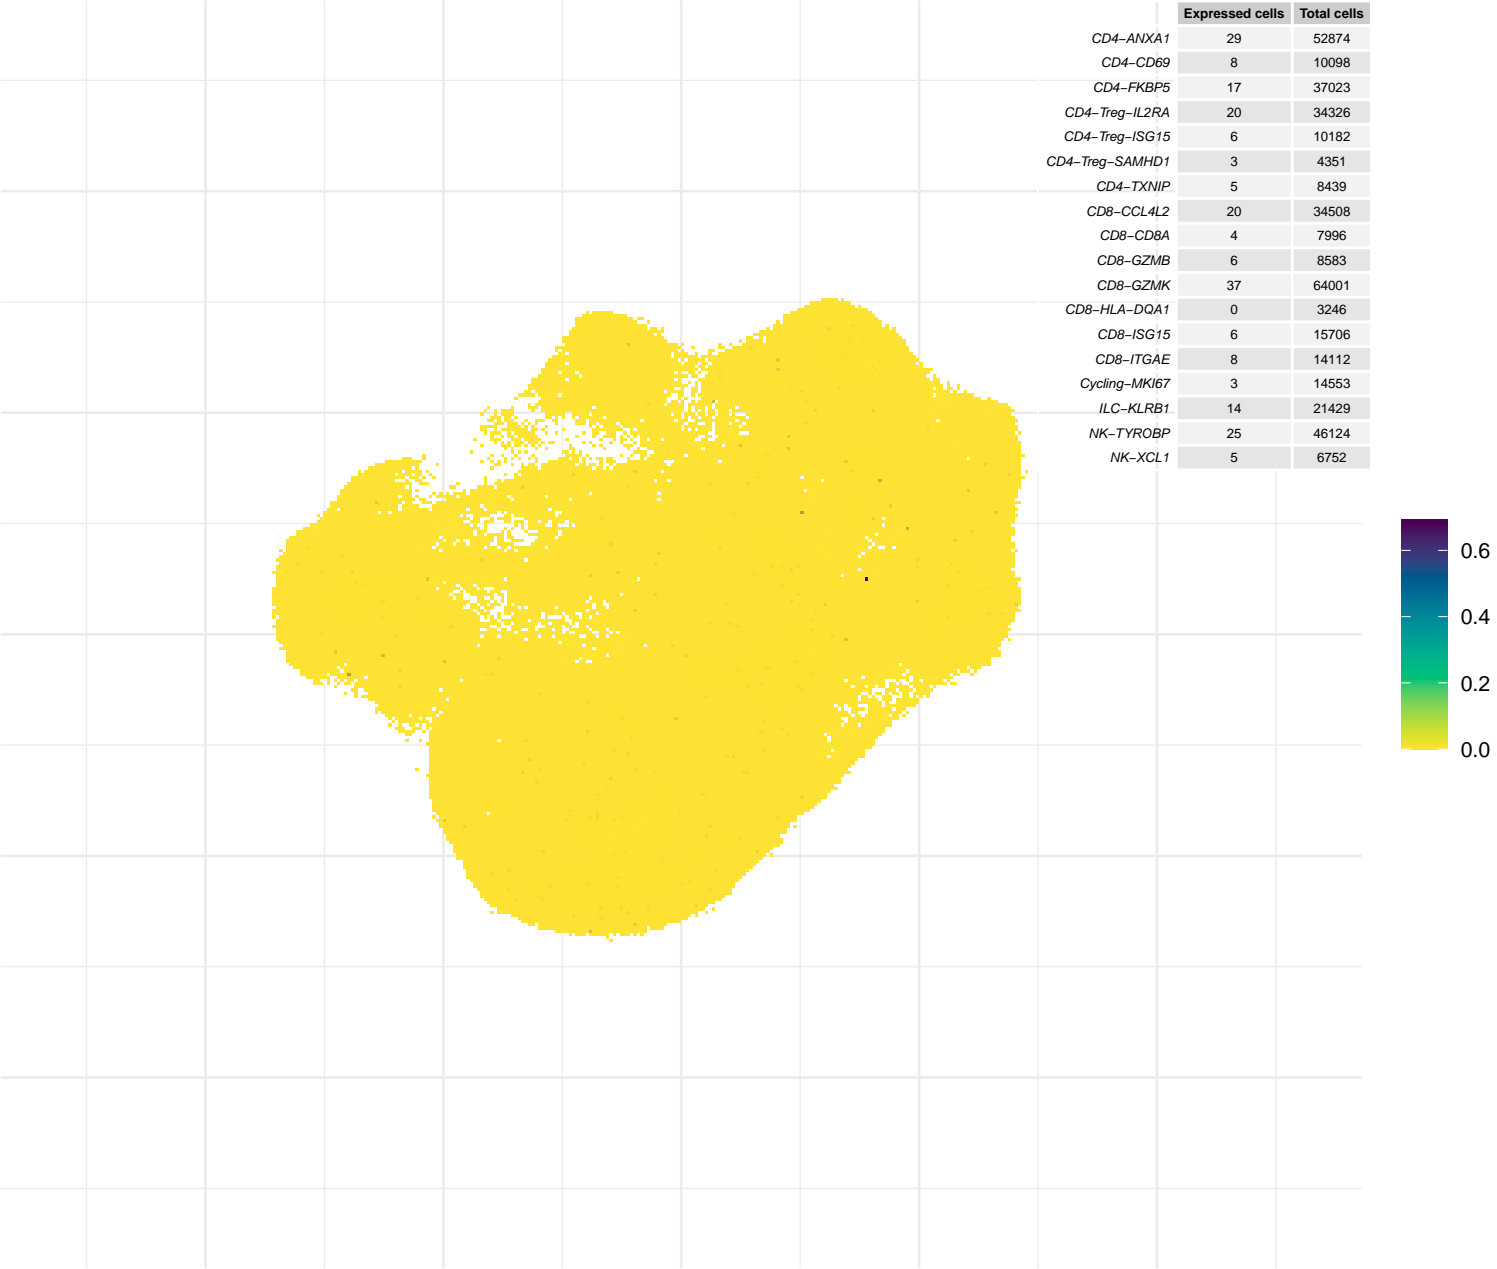 Expressed cells Total cells
CD4−ANXA1 29 52874
CD4−CD69 8 10098
CD4−FKBP5 17 37023
CD4−Treg−IL2RA 20 34326
CD4−Treg−ISG15 6 10182
CD4−Treg−SAMHD1 3 4351
CD4−TXNIP 5 8439
CD8−CCL4L2 20 34508
CD8−CD8A 4 7996
CD8−GZMB 6 8583
CD8−GZMK 37 64001
CD8−HLA−DQA1 0 3246
CD8−ISG15 6 15706
CD8−ITGAE 8 14112
Cycling−MKI67 3 14553
ILC−KLRB1 14 21429
NK−TYROBP 25 46124
NK−XCL1 5 6752
0.6
0.4
0.2
0.0